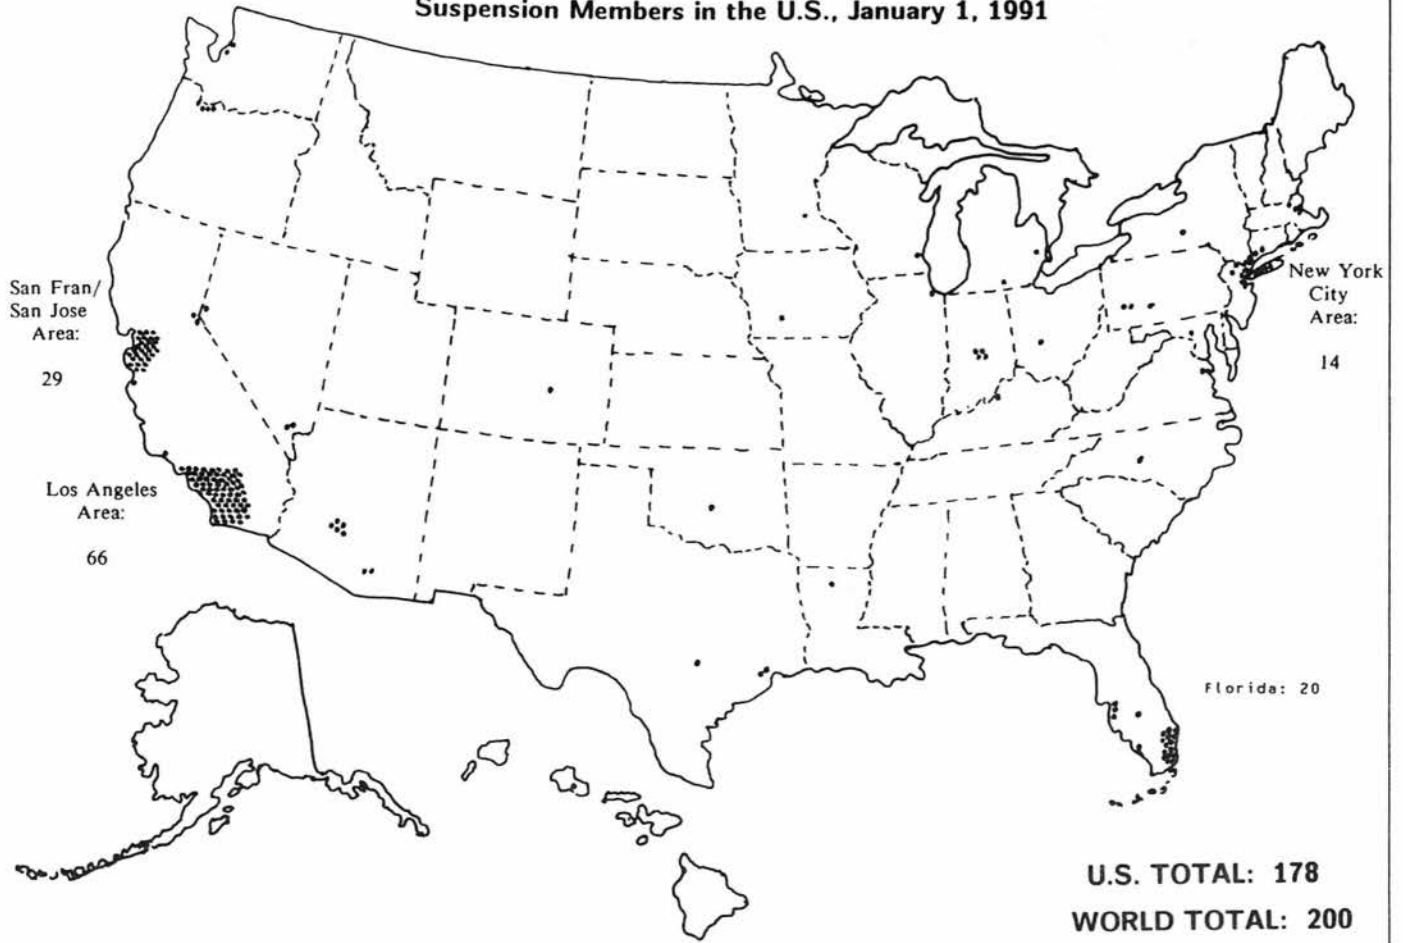 Suspension Members in the U.S., January 1, 1991
San Fran/
San Jose
Area:
29
New York
City
Area:
14
Los Angeles
Area:
66
Florida: 20
U.S. TOTAL: 178
WORLD TOTAL: 200